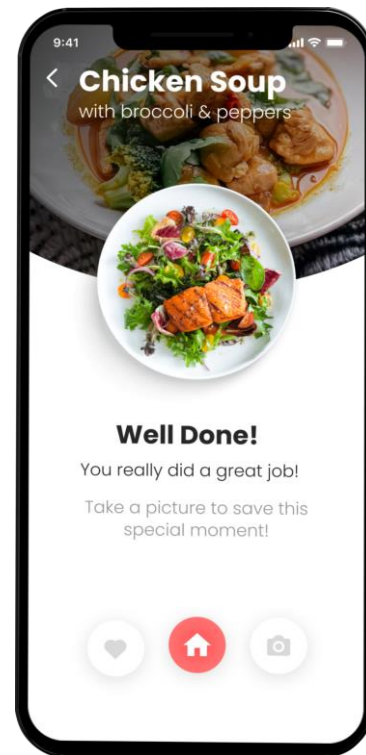 9:41
Chicken Soup
with broccoli & peppers
Well Done!
You really did a great job!
Take a picture to save this
special moment!